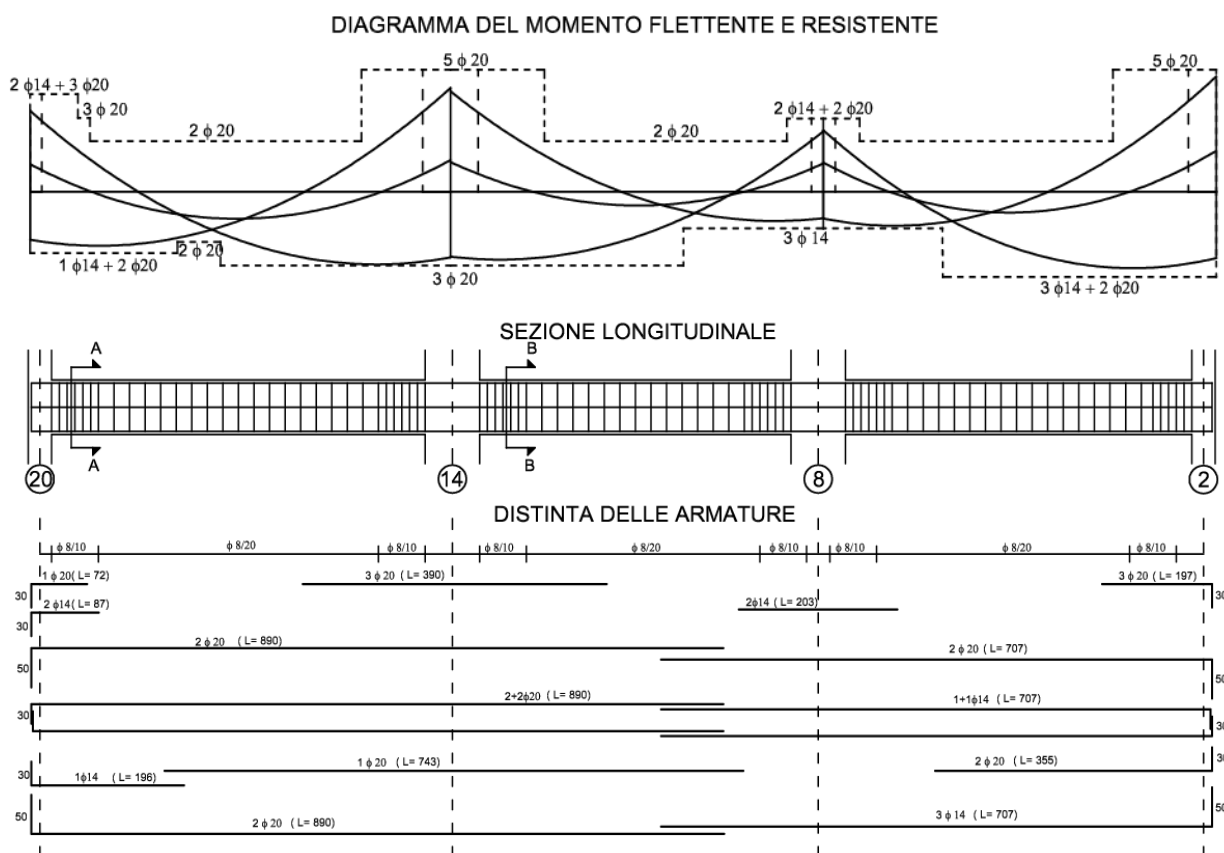 DIAGRAMMA DEL MOMENTO FLETTENTE E RESISTENTE
5 ϕ 20
5 ϕ 20
2 ϕ14 + 3 ϕ20
3 ϕ 20
2 ϕ 20
2 ϕ 20
2 ϕ14 + 2 ϕ20
1 ϕ14 + 2 ϕ20
2 ϕ 20
3 ϕ 20
3 ϕ 14
3 ϕ14 + 2 ϕ20
SEZIONE LONGITUDINALE
A
B
A
B
20
14
8
2
DISTINTA DELLE ARMATURE
ϕ 8/10 ϕ 8/20 ϕ 8/10 ϕ 8/10 ϕ 8/20 ϕ 8/10 ϕ 8/10 ϕ 8/20 ϕ 8/10
1 ϕ 20( L= 72)
3 ϕ 20 ( L= 390)
3 ϕ 20 ( L= 197)
30
30
2 ϕ14( L= 87)
2ϕ14 ( L= 203)
30
2 ϕ 20 ( L= 890)
2 ϕ 20 ( L= 707)
50
50
2+2ϕ20 ( L= 890)
1+1ϕ14 ( L= 707)
30
30
1 ϕ 20 ( L= 743)
2 ϕ 20 ( L= 355)
30
30
1ϕ14 ( L= 196)
50
50
2 ϕ 20 ( L= 890)
3 ϕ 14 ( L= 707)